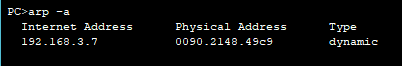 PC>arp -a
Internet Address Physical Address Type
192.168.3.7 0090.2148.49c9 dynamic